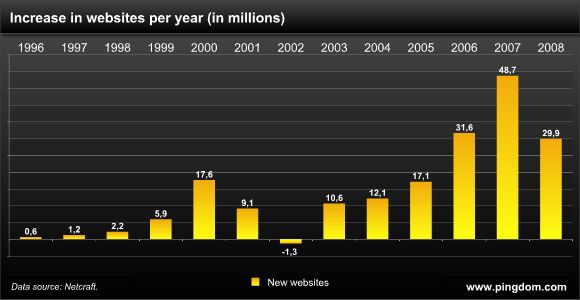 Increase in websites per year (in millions)
1996 1997 1998 1999 2000 2001 2002 2003 2004 2005 2006 2007 2008
0,6 1,2 2,2 5,9 17,6 9,1 -1,3 10,6 12,1 17,1 31,6 48,7 29,9
Data source: Netcraft. New websites www.pingdom.com